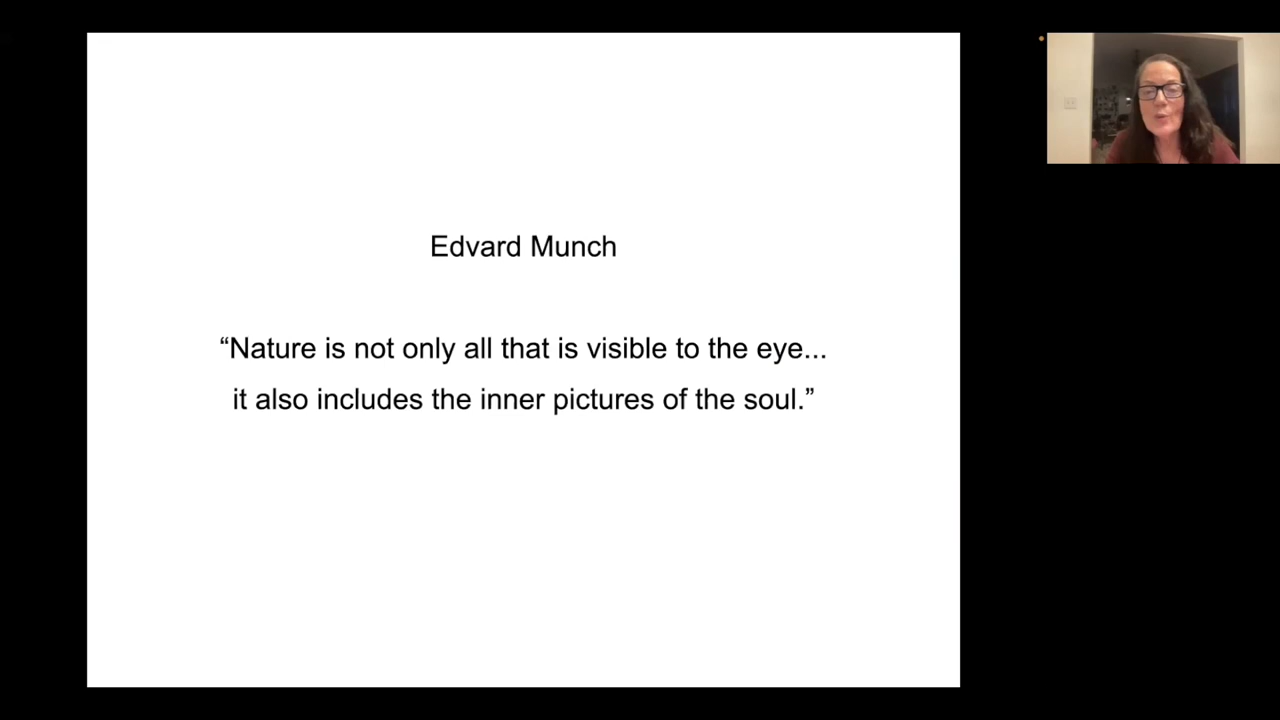 Edvard Munch
“Nature is not only all that is visible to the eye...
it also includes the inner pictures of the soul.”